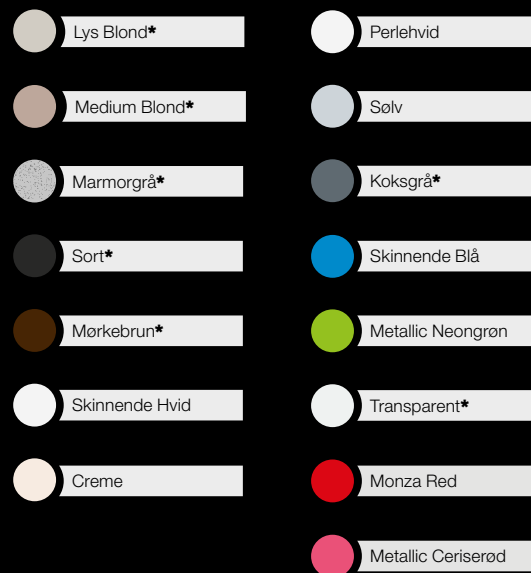 Lys Blond*
Medium Blond*
Marmorgrå*
Sort*
Mørkebrun*
Skinnende Hvid
Creme
Perlehvid
Sølv
Koksgrå*
Skinnende Blå
Metallic Neongrøn
Transparent*
Monza Red
Metallic Ceriserød